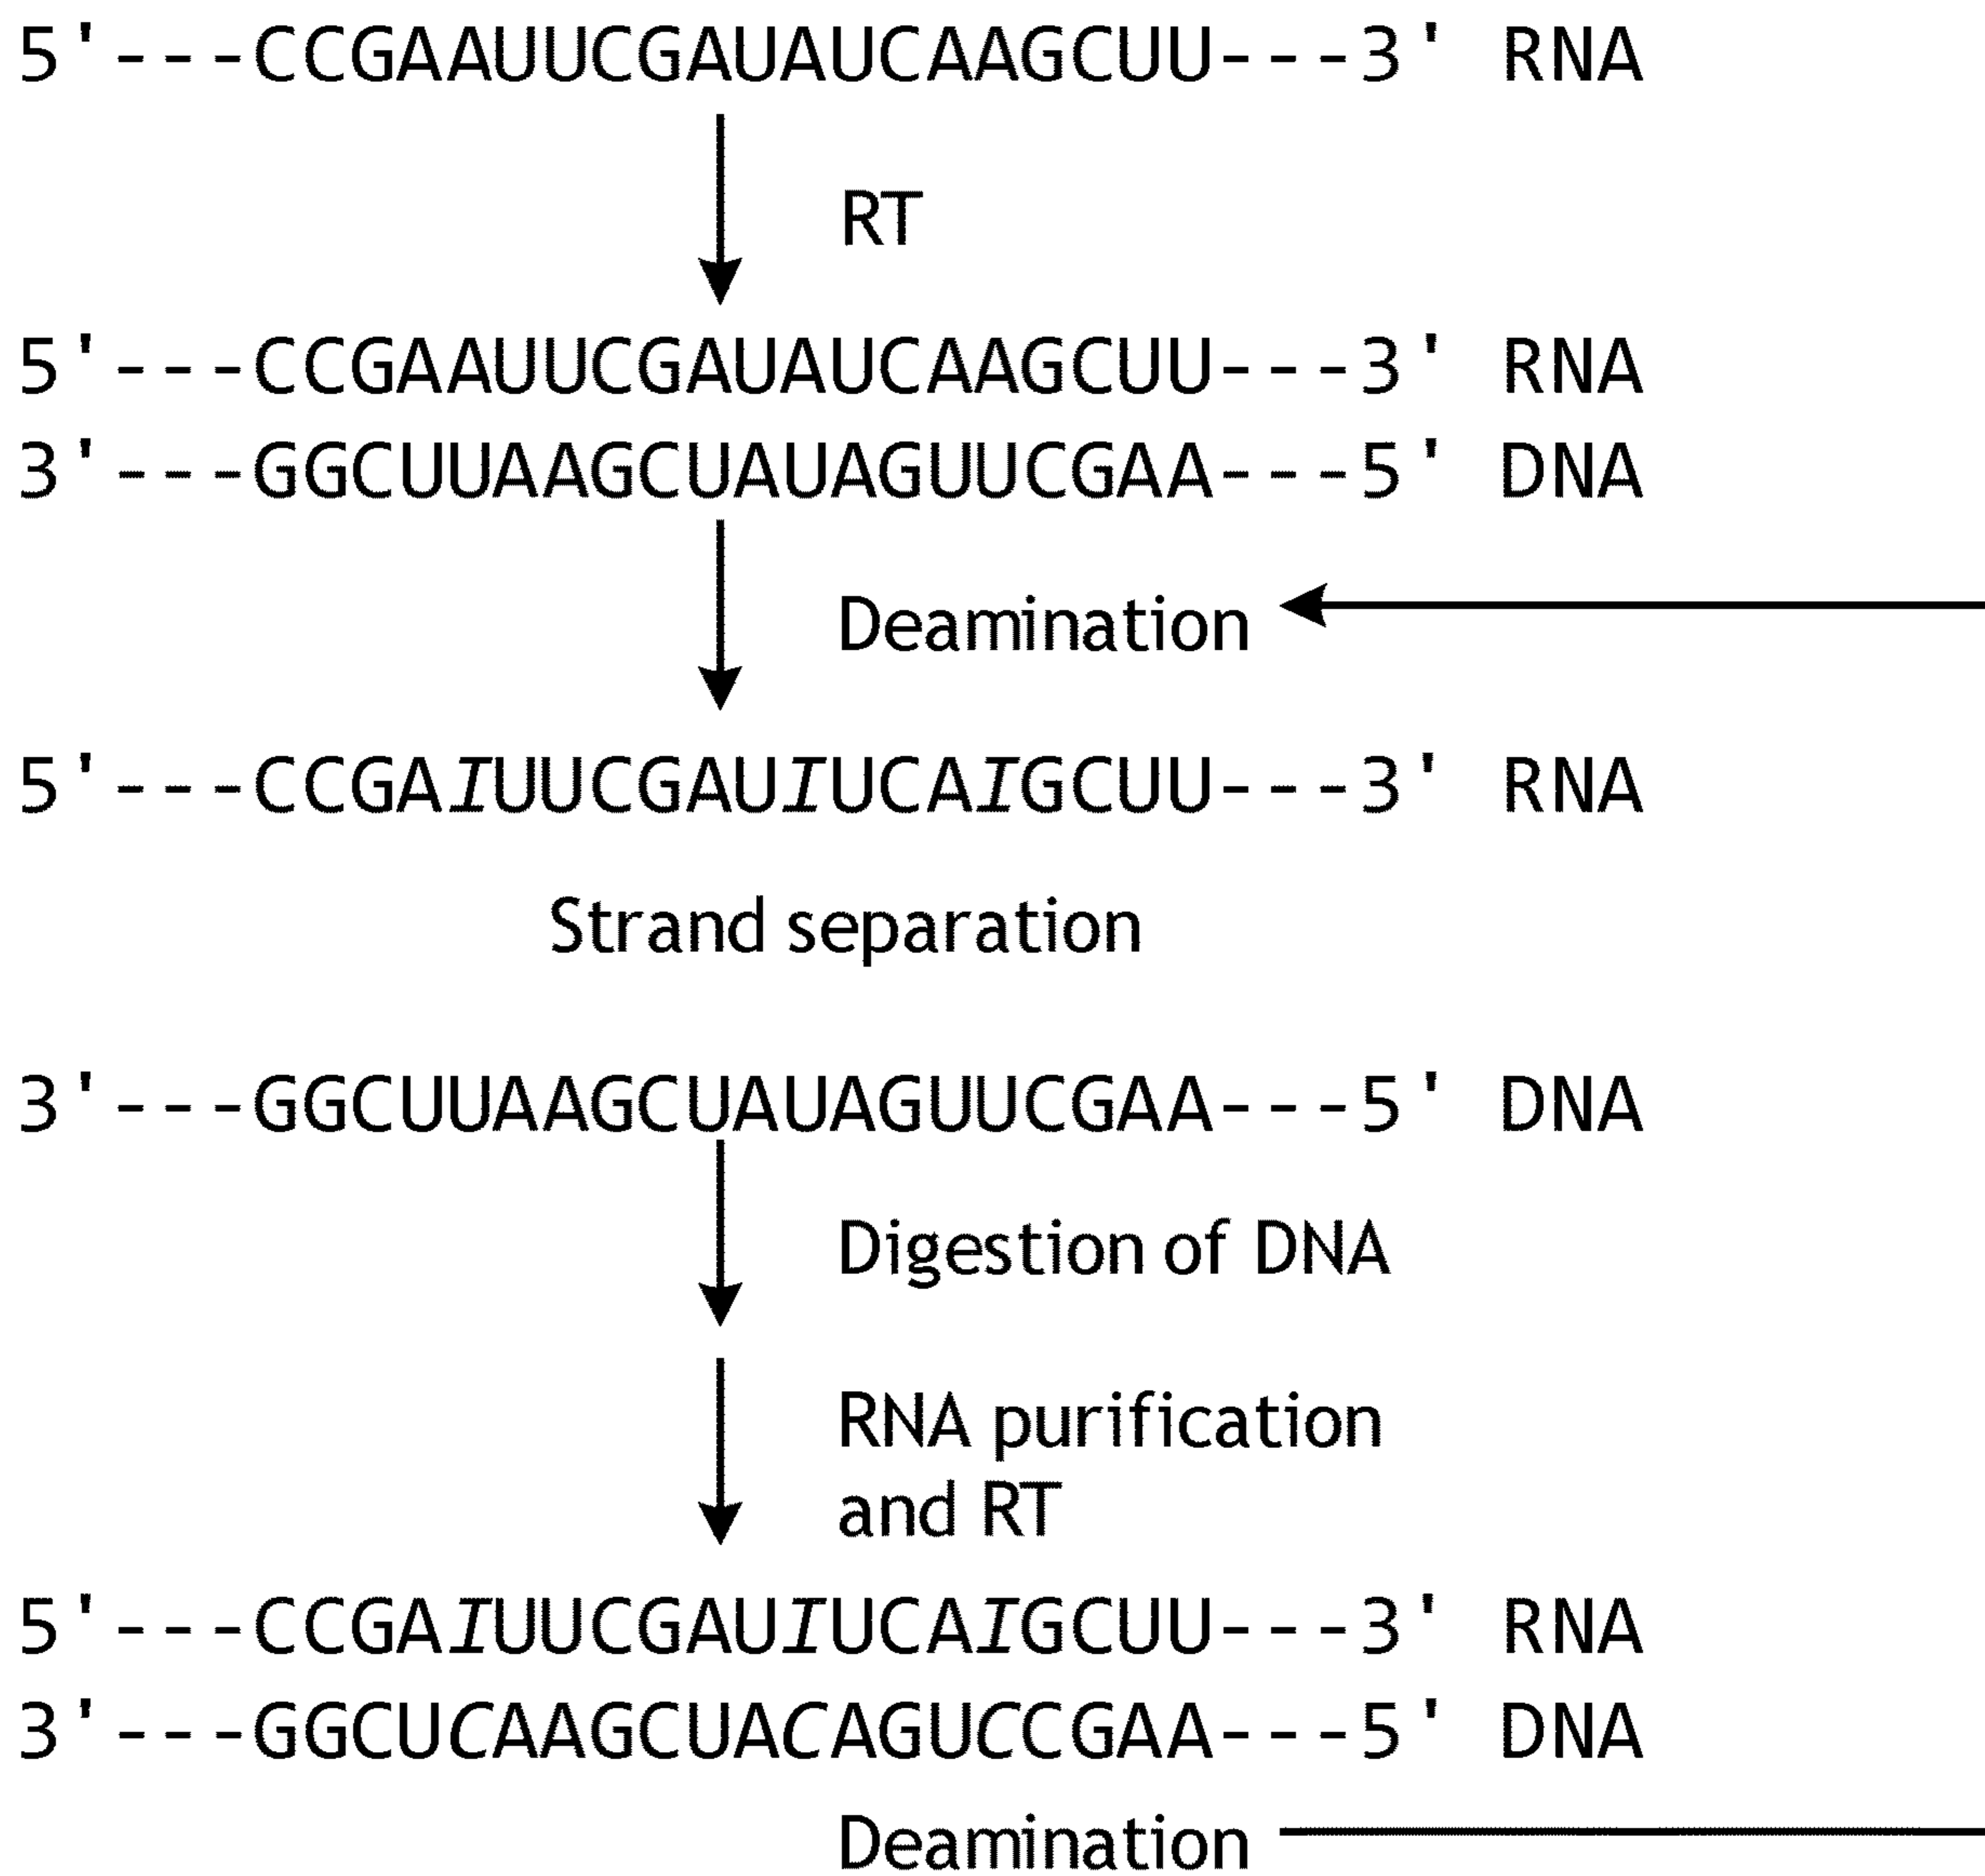 5'---CCGAAUUCGAUAUCAAGCUU---3' RNA
RT
5'---CCGAAUUCGAUAUCAAGCUU---3' RNA
3'---GGCUUAAGCUAUAGUUCGAA---5' DNA
Deamination
5'---CCGAIUUCGAUIUCAIGCUU---3' RNA
Strand separation
3'---GGCUUAAGCUAUAGUUCGAA---5' DNA
Digestion of DNA
RNA purification
and RT
5'---CCGAIUUCGAUIUCAIGCUU---3' RNA
3'---GGCUCAAGCUACAGUCCGAA---5' DNA
Deamination